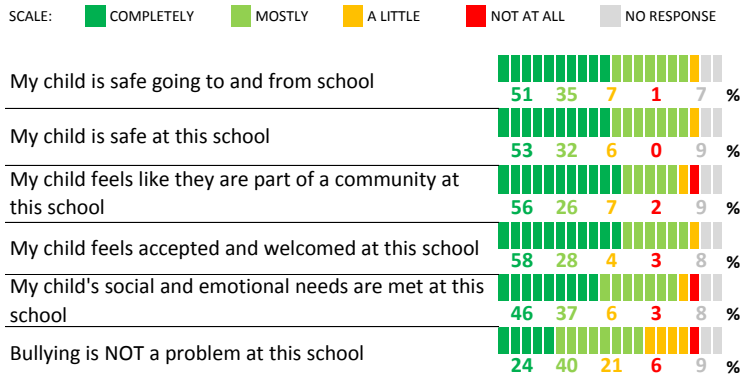 SCALE: COMPLETELY MOSTLY A LITTLE NOT AT ALL NO RESPONSE
My child is safe going to and from school
51 35 7 1 7 %
My child is safe at this school
53 32 6 0 9 %
My child feels like they are part of a community at
this school
56 26 7 2 9 %
My child feels accepted and welcomed at this school
58 28 4 3 8 %
My child's social and emotional needs are met at this
school
46 37 6 3 8 %
Bullying is NOT a problem at this school
24 40 21 6 9 %